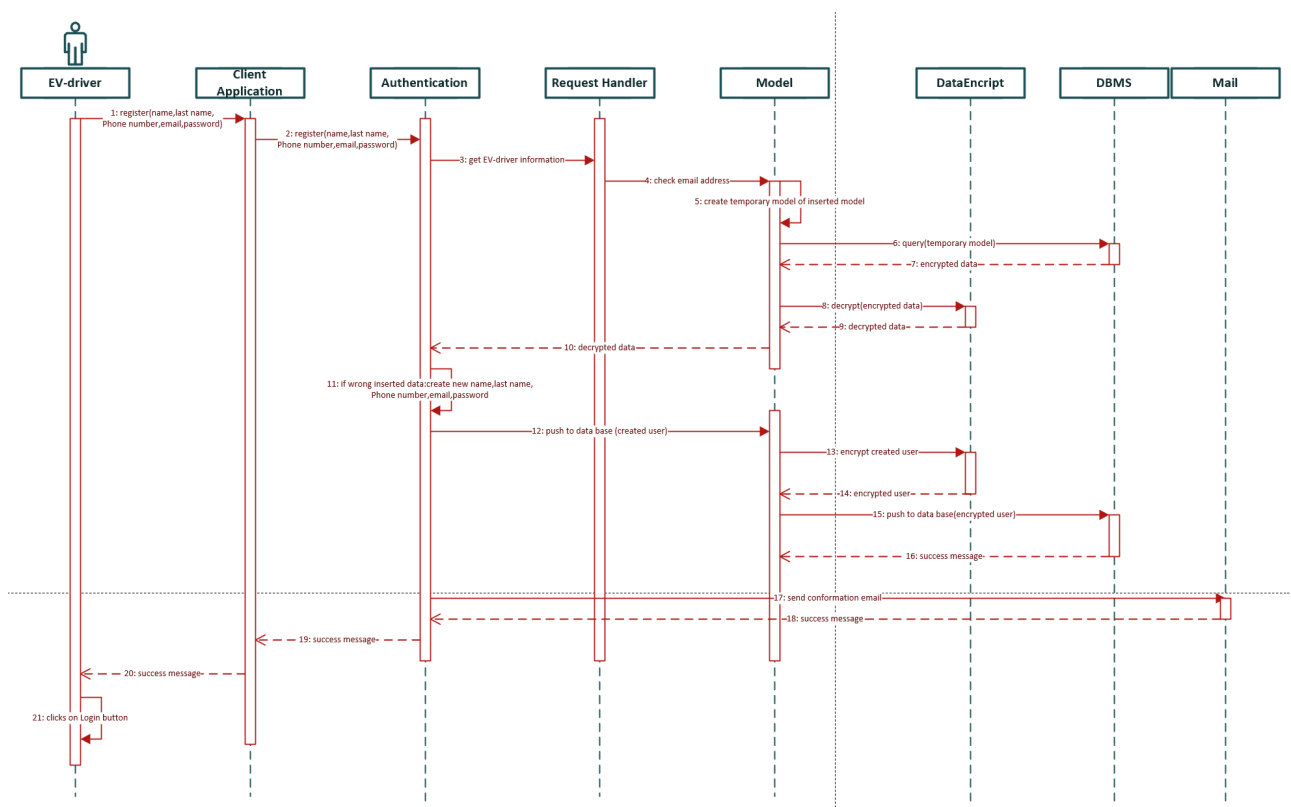 EV-driver
Client
Application
Authentication
Request Handler
Model
DataEncript
DBMS
Mail
1: register(name,last name,
Phone number,email,password)
2: register(name,last name,
Phone number,email,password)
3: get EV-driver information
4: check email address
5: create temporary model of inserted model
6: query(temporary model)
7: encrypted data
8: decrypt(encrypted data)
9: decrypted data
10: decrypted data
11: if wrong inserted data:create new name,last name,
Phone number,email,password
12: push to data base (created user)
13: encrypt created user
14: encrypted user
15: push to data base(encrypted user)
16: success message
17: send conformation email
18: success message
19: success message
20: success message
21: clicks on Login button